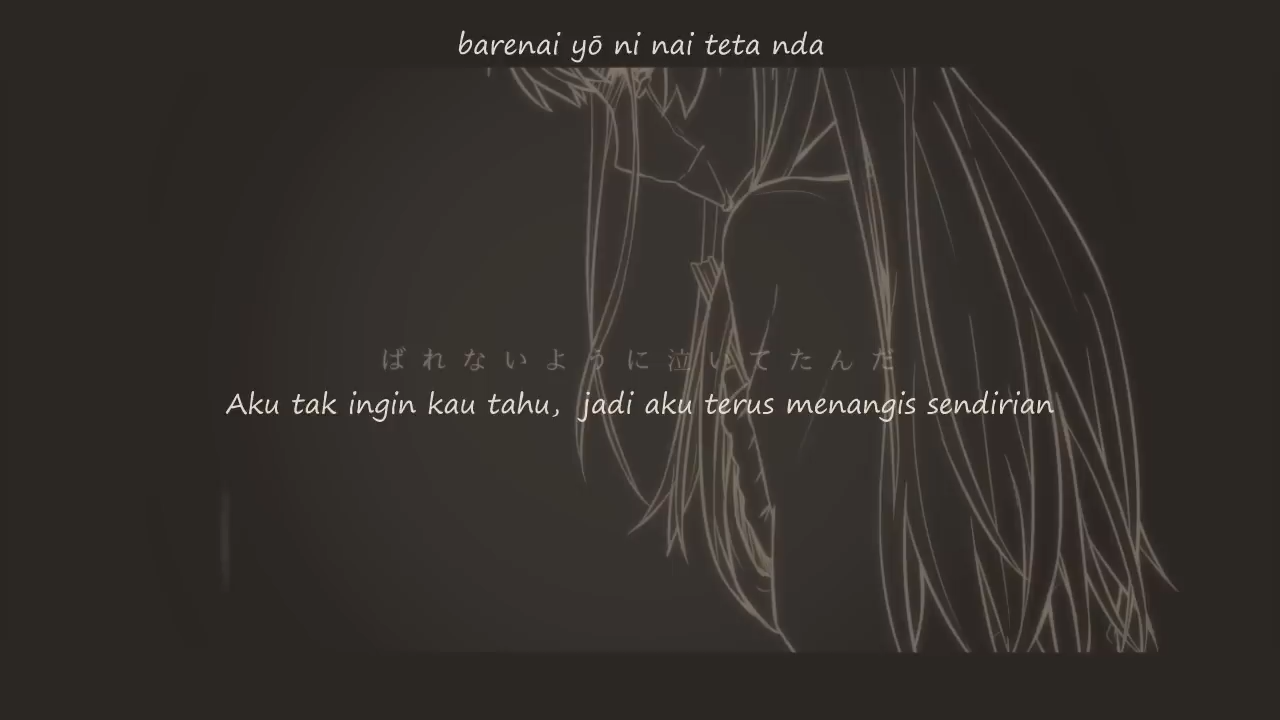 barenai yō ni nai teta nda
ばれないように泣いてたんだ
Aku tak ingin kau tahu, jadi aku terus menangis sendirian